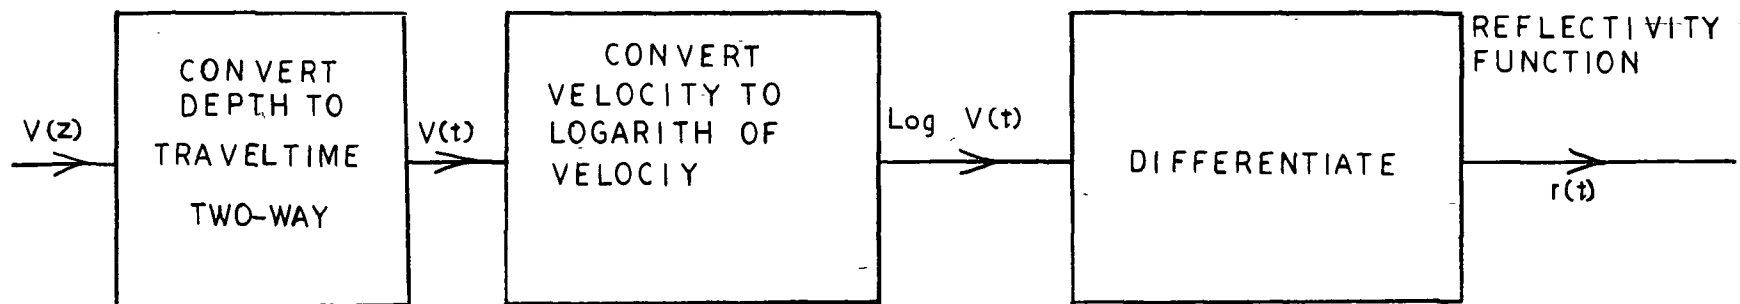 V(z)
CONVERT
DEPTH TO
TRAVELTIME
TWO-WAY
V(t)
CONVERT
VELOCITY TO
LOGARITH OF
VELOCIY
Log V(t)
DIFFERENTIATE
REFLECTIVITY
FUNCTION
r(t)